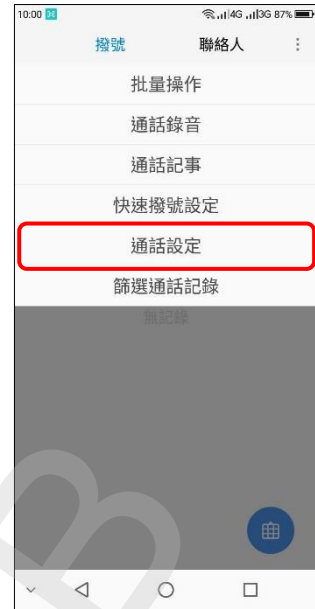 10:00 4G 3G 87%
撥號 聯絡人
批量操作
通話錄音
通話記事
快速撥號設定
通話設定
篩選通話記錄
無記錄